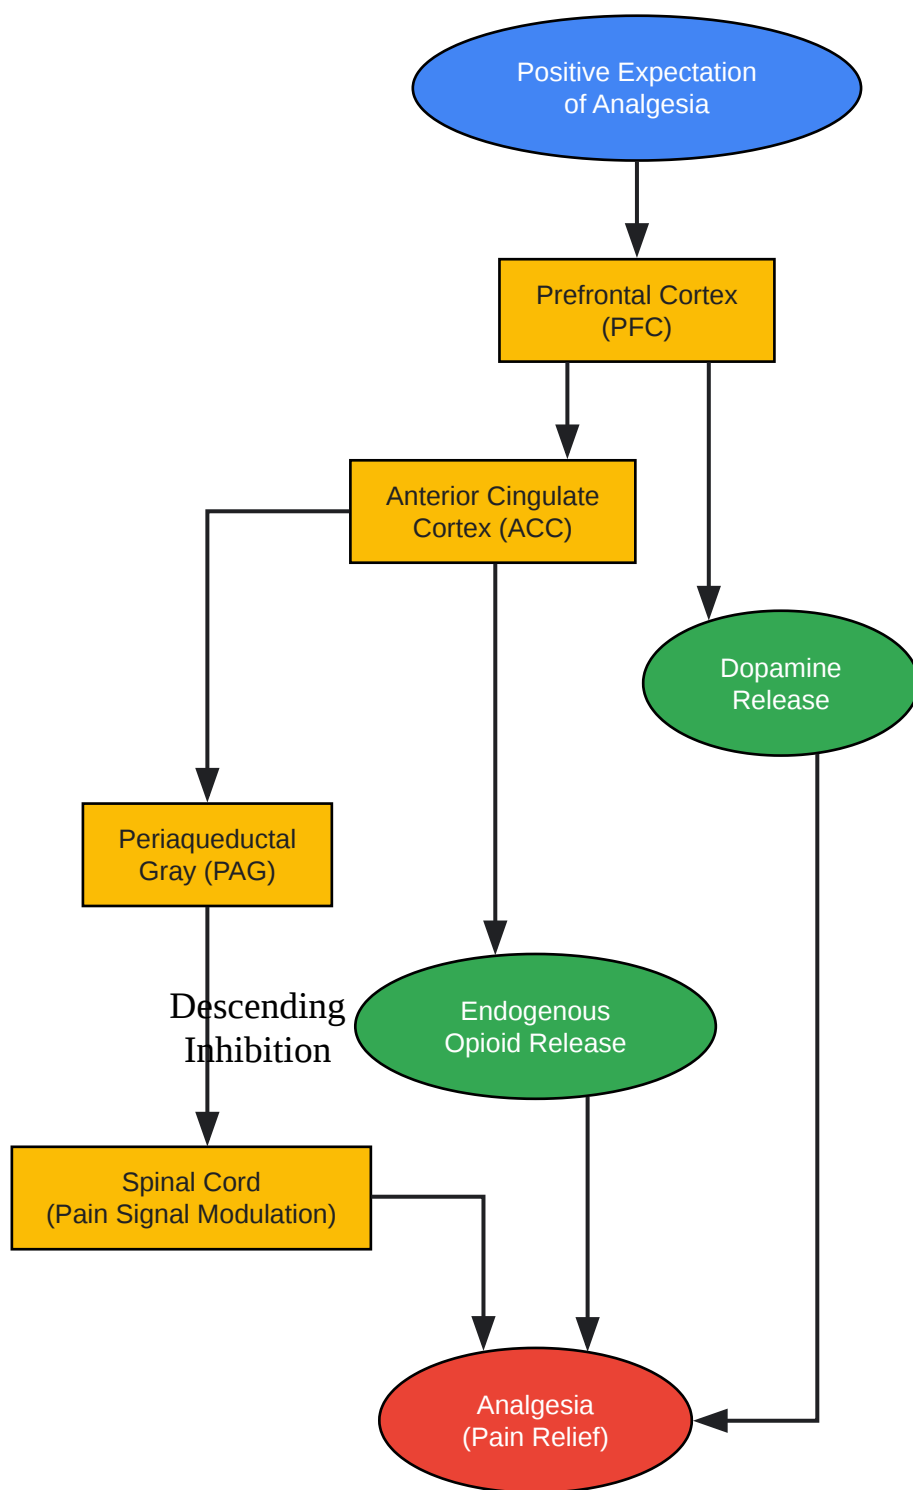 Positive Expectation
of Analgesia
Prefrontal Cortex
(PFC)
Anterior Cingulate
Cortex (ACC)
Dopamine
Release
Periaqueductal
Gray (PAG)
Descending
Inhibition
Endogenous
Opioid Release
Spinal Cord
(Pain Signal Modulation)
Analgesia
(Pain Relief)